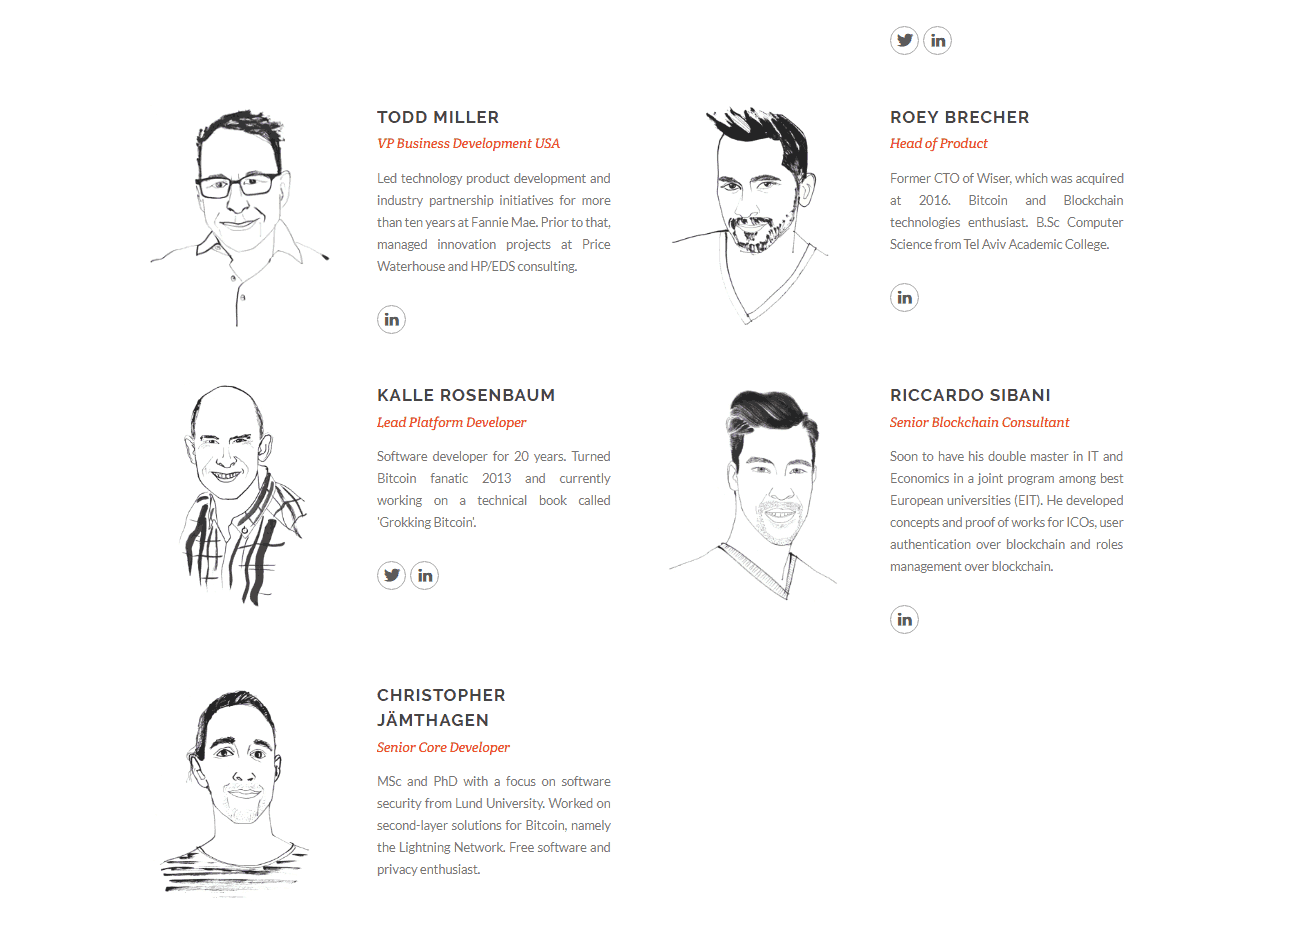 TODD MILLER
VP Business Development USA
Led technology product development and
industry partnership initiatives for more
than ten years at Fannie Mae. Prior to that,
managed innovation projects at Price
Waterhouse and HP/EDS consulting.
in
ROEY BRECHER
Head of Product
Former CTO of Wiser, which was acquired
at 2016. Bitcoin and Blockchain
technologies enthusiast. B.Sc Computer
Science from Tel Aviv Academic College.
in
KALLE ROSENBAUM
Lead Platform Developer
Software developer for 20 years. Turned
Bitcoin fanatic 2013 and currently
working on a technical book called
'Grokking Bitcoin'.
in
RICCARDO SIBANI
Senior Blockchain Consultant
Soon to have his double master in IT and
Economics in a joint program among best
European universities (EIT). He developed
concepts and proof of works for ICOs, user
authentication over blockchain and roles
management over blockchain.
in
CHRISTOPHER
JÄMTHAGEN
Senior Core Developer
MSc and PhD with a focus on software
security from Lund University. Worked on
second-layer solutions for Bitcoin, namely
the Lightning Network. Free software and
privacy enthusiast.
in